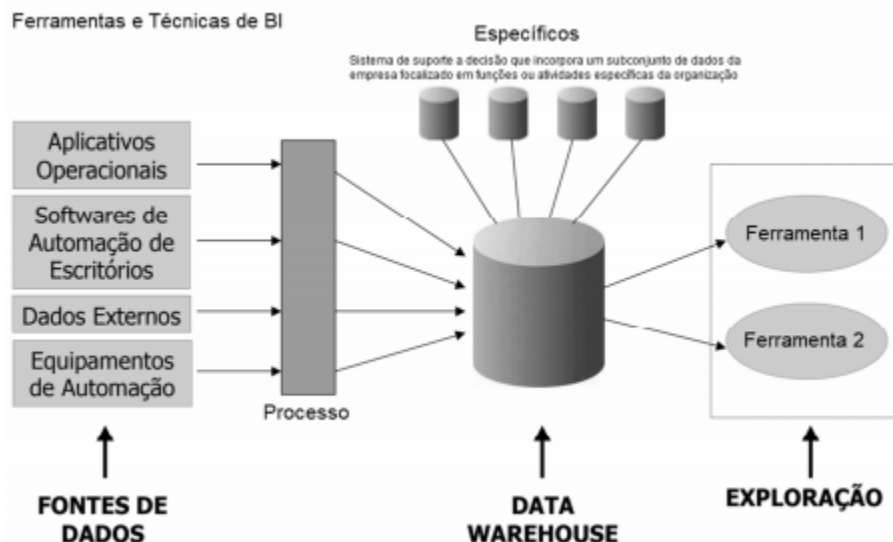 Ferramentas e Técnicas de BI
Específicos
Sistema de suporte a decisão que incorpora um subconjunto de dados da
empresa focalizado em funções ou atividades específicas da organização
Aplicativos
Operacionais
Softwares de
Automação de
Escritórios
Dados Externos
Equipamentos
de Automação
Processo
Ferramenta 1
Ferramenta 2
FONTES DE
DADOS
DATA
WAREHOUSE
EXPLORAÇÃO